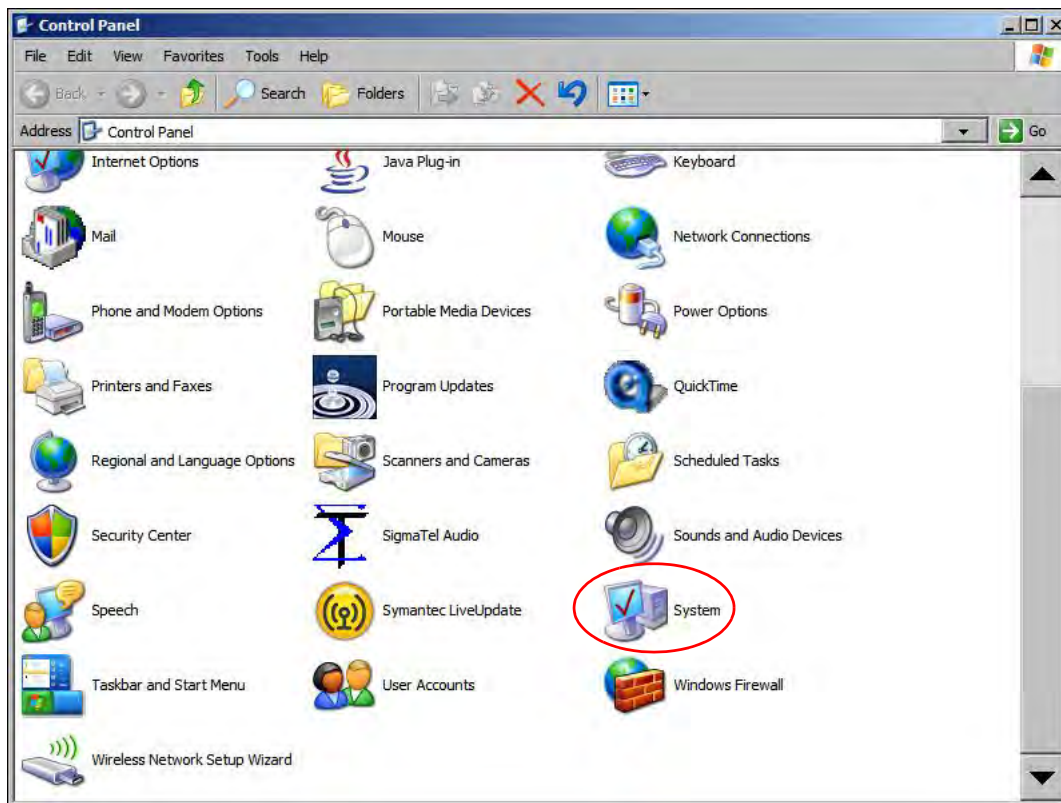 Control Panel
File Edit View Favorites Tools Help
Back Search Folders
Address Control Panel Go
Internet Options Java Plug-in Keyboard
Mail Mouse Network Connections
Phone and Modem Options Portable Media Devices Power Options
Printers and Faxes Program Updates QuickTime
Regional and Language Options Scanners and Cameras Scheduled Tasks
Security Center SigmaTel Audio Sounds and Audio Devices
Speech Symantec LiveUpdate System
Taskbar and Start Menu User Accounts Windows Firewall
Wireless Network Setup Wizard